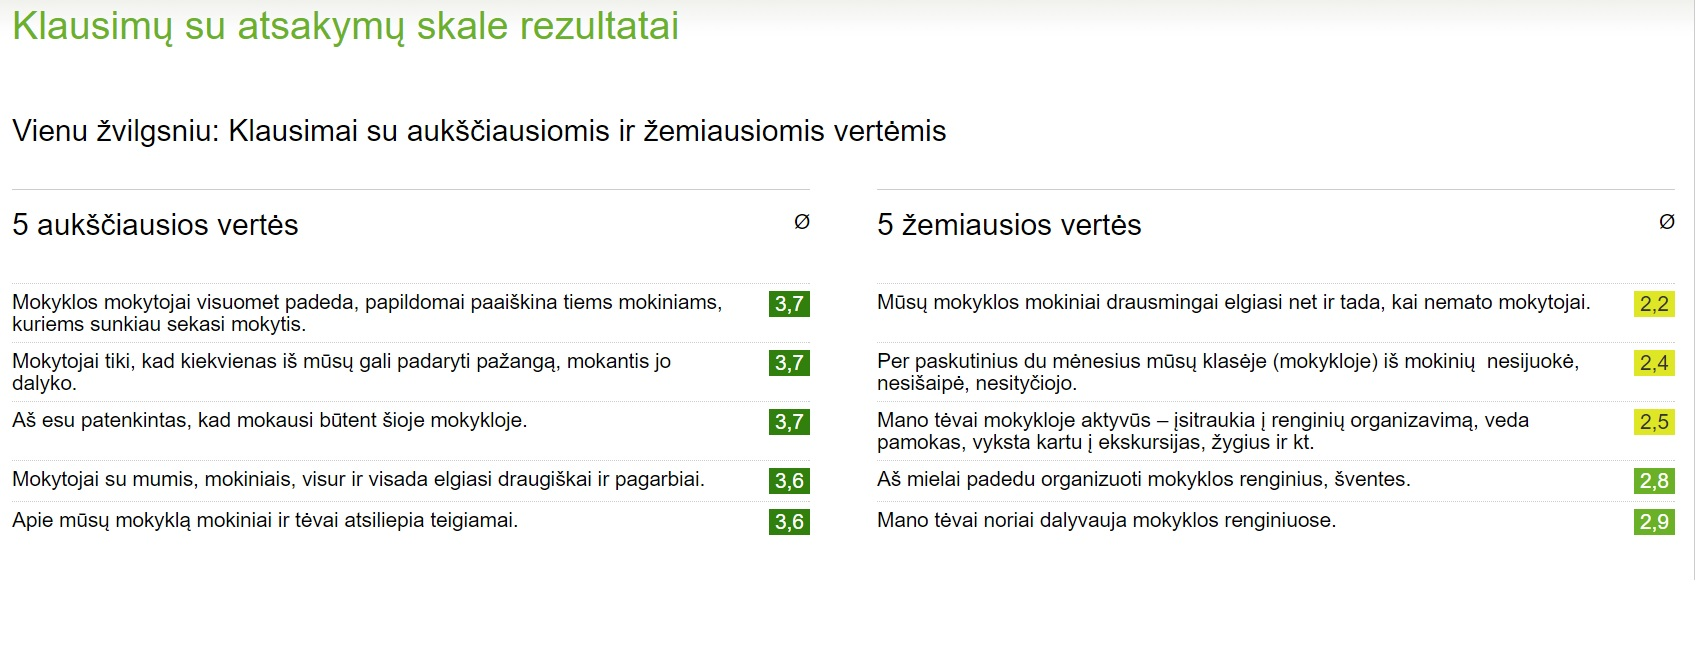 Klausimų su atsakymų skale rezultatai
Vienu žvilgsniu: Klausimai su aukščiausiomis ir žemiausiomis vertėmis
5 aukščiausios vertės Ø
Mokyklos mokytojai visuomet padeda, papildomai paaiškina tiems mokiniams, 3,7
kuriems sunkiau sekasi mokytis.
Mokytojai tiki, kad kiekvienas iš mūsų gali padaryti pažangą, mokantis jo 3,7
dalyko.
Aš esu patenkintas, kad mokausi būtent šioje mokykloje. 3,7
Mokytojai su mumis, mokiniais, visur ir visada elgiasi draugiškai ir pagarbiai. 3,6
Apie mūsų mokyklą mokiniai ir tėvai atsiliepia teigiamai. 3,6
5 žemiausios vertės Ø
Mūsų mokyklos mokiniai drausmingai elgiasi net ir tada, kai nemato mokytojai. 2,2
Per paskutinius du mėnesius mūsų klasėje (mokykloje) iš mokinių  nesijuokė, 2,4
nesišaipė, nesityčiojo.
Mano tėvai mokykloje aktyvūs – įsitraukia į renginių organizavimą, veda 2,5
pamokas, vyksta kartu į ekskursijas, žygius ir kt.
Aš mielai padedu organizuoti mokyklos renginius, šventes. 2,8
Mano tėvai noriai dalyvauja mokyklos renginiuose. 2,9